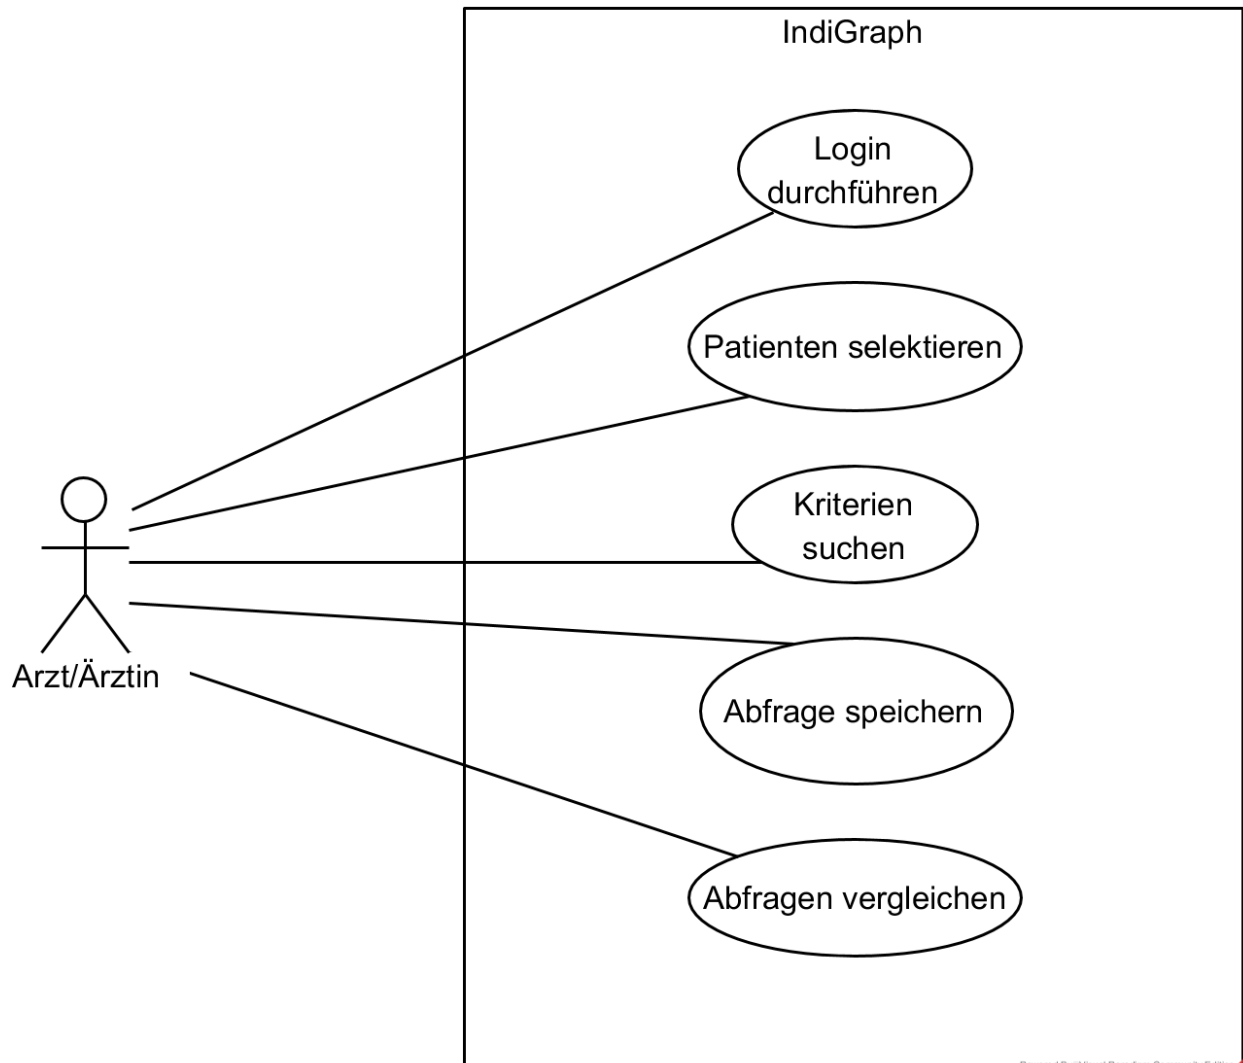 IndiGraph
Login
durchführen
Patienten selektieren
Kriterien
suchen
Arzt/Ärztin
Abfrage speichern
Abfragen vergleichen